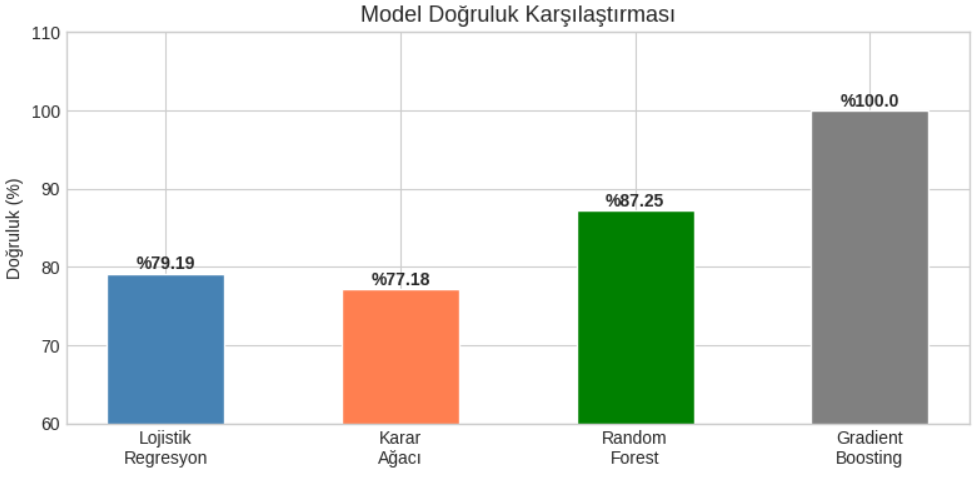 Model Doğruluk Karşılaştırması
Doğruluk (%)
110
100
90
80
70
60
%79.19
%77.18
%87.25
%100.0
Lojistik
Regresyon
Karar
Ağacı
Random
Forest
Gradient
Boosting